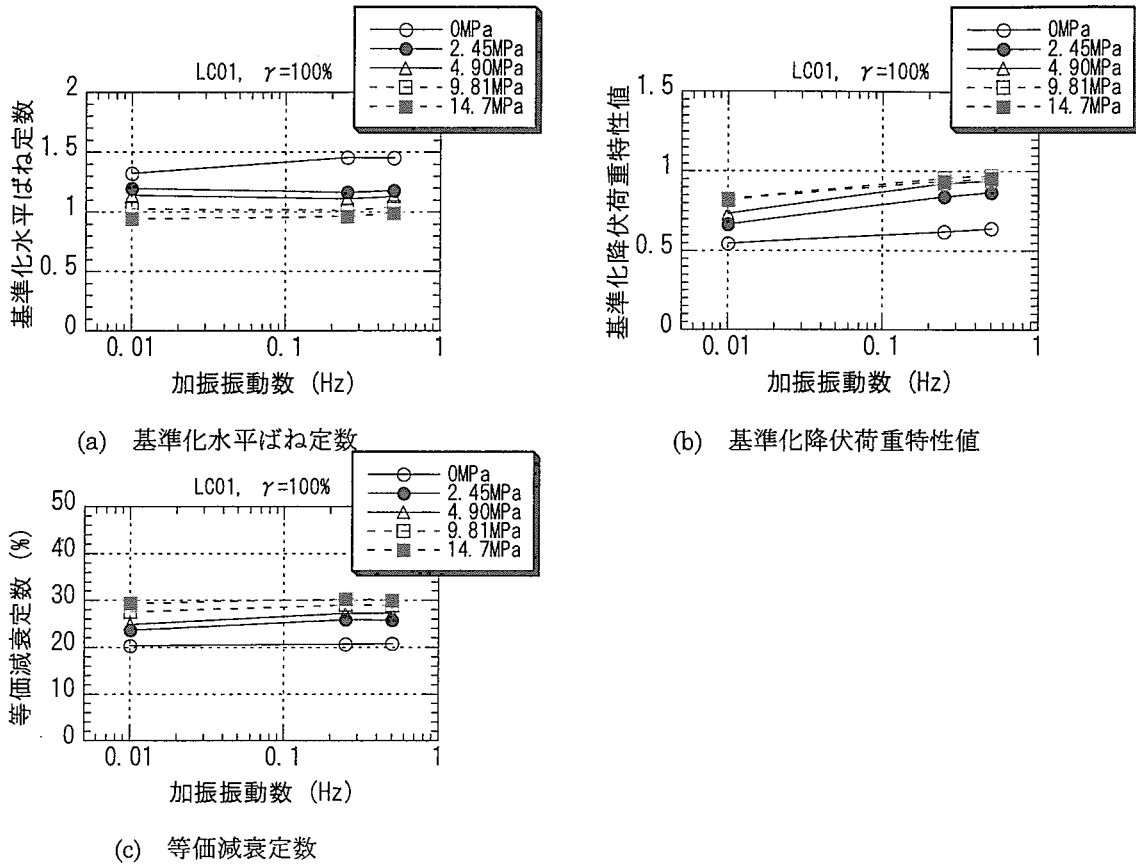 0MPa
2.45MPa
4.90MPa
9.81MPa
14.7MPa
LC01, γ=100%
基準化水平ばね定数
2
1.5
1
0.5
0
0.01 0.1 1
加振振動数 (Hz)
(a) 基準化水平ばね定数
0MPa
2.45MPa
4.90MPa
9.81MPa
14.7MPa
LC01, γ=100%
基準化降伏荷重特性値
1.5
1
0.5
0
0.01 0.1 1
加振振動数 (Hz)
(b) 基準化降伏荷重特性値
0MPa
2.45MPa
4.90MPa
9.81MPa
14.7MPa
LC01, γ=100%
等価減衰定数 (%)
50
40
30
20
10
0
0.01 0.1 1
加振振動数 (Hz)
(c) 等価減衰定数